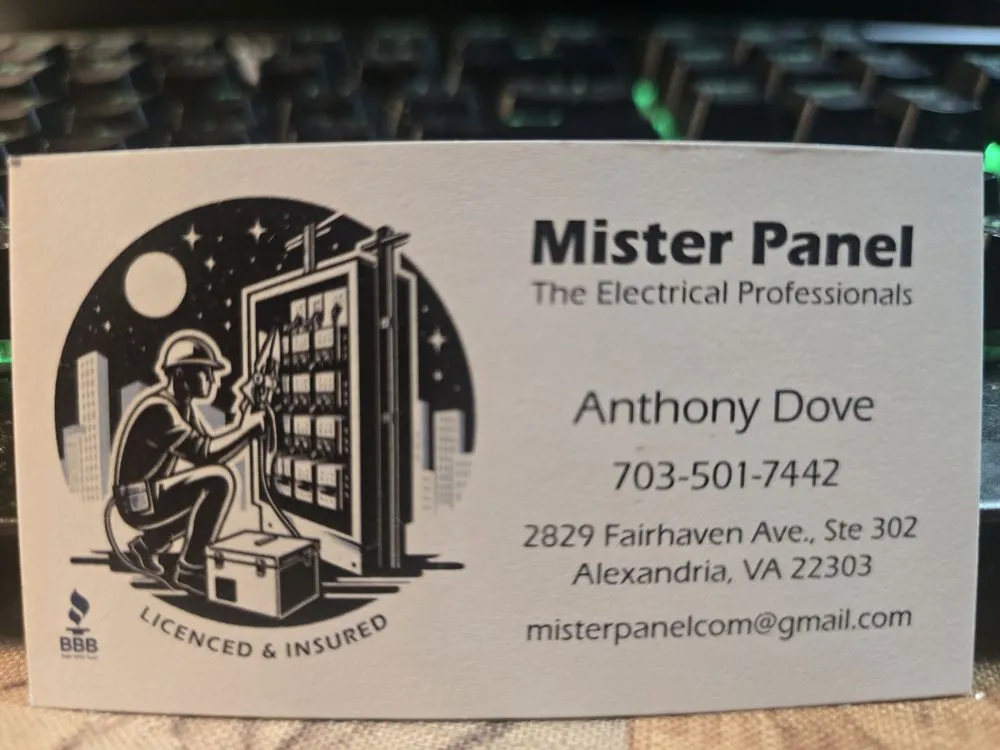 Mister Panel
The Electrical Professionals
Anthony Dove
703-501-7442
2829 Fairhaven Ave., Ste 302
Alexandria, VA 22303
misterpanelcom@gmail.com
BBB
LICENCED & INSURED